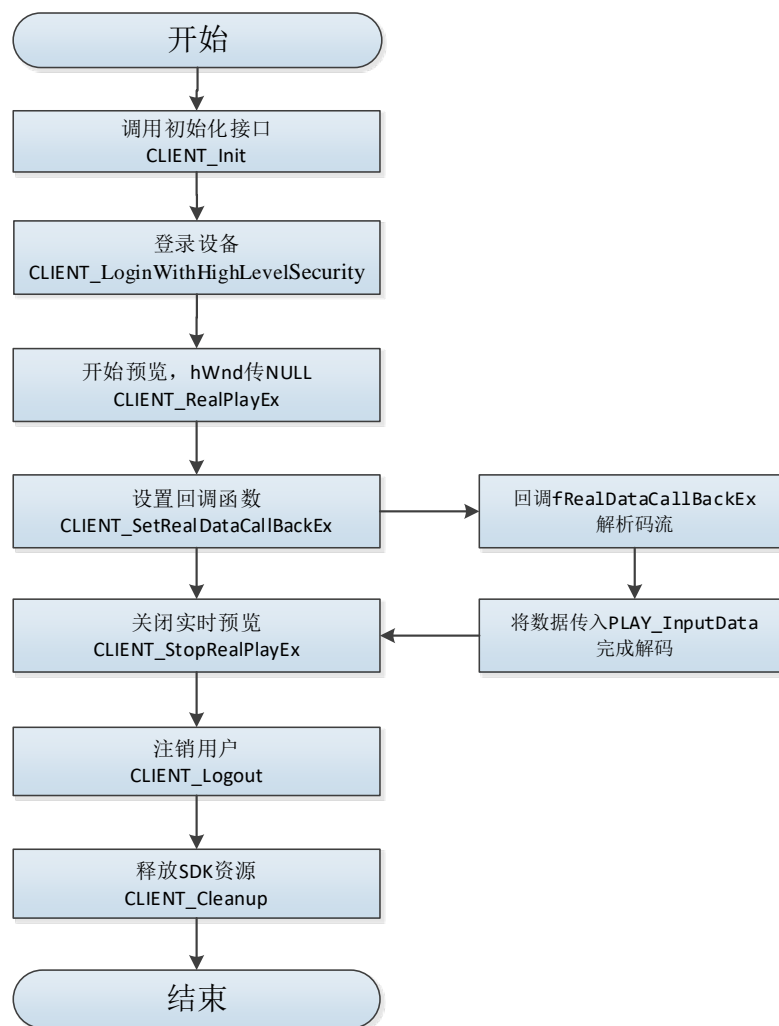 开始
调用初始化接口
CLIENT_Init
登录设备
CLIENT_LoginWithHighLevelSecurity
开始预览，hWnd传NULL
CLIENT_RealPlayEx
设置回调函数
CLIENT_SetRealDataCallBackEx
回调fRealDataCallBackEx
解析码流
将数据传入PLAY_InputData
完成解码
关闭实时预览
CLIENT_StopRealPlayEx
注销用户
CLIENT_Logout
释放SDK资源
CLIENT_Cleanup
结束